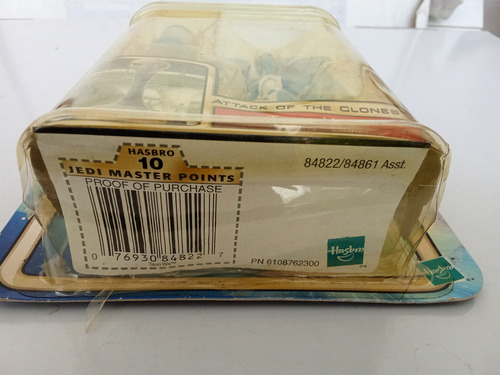 ATTACK OF THE CLONES
HASBRO
10
JEDI MASTER POINTS
PROOF OF PURCHASE
84822/84861 Asst.
0 76930 84822 7
PN 6108762300
Hasbro
Hasbro